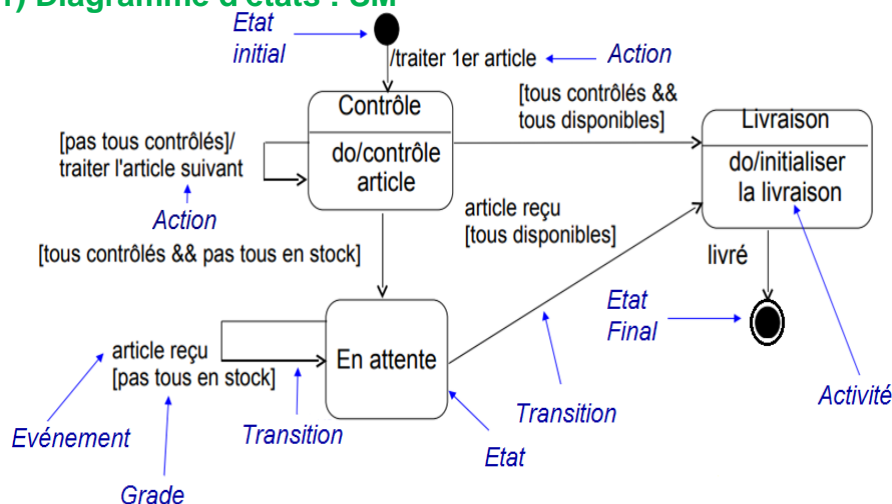 1) Diagramme d'états : SM
Etat
initial
/traiter 1er article
Action
Contrôle
do/contrôle
article
[pas tous contrôlés]/
traiter l'article suivant
Action
[tous contrôlés &&
tous disponibles]
Livraison
do/initialiser
la livraison
article reçu
[tous disponibles]
[tous contrôlés && pas tous en stock]
livré
Etat
Final
En attente
article reçu
[pas tous en stock]
Evénement
Transition
Transition
Etat
Activité
Grade